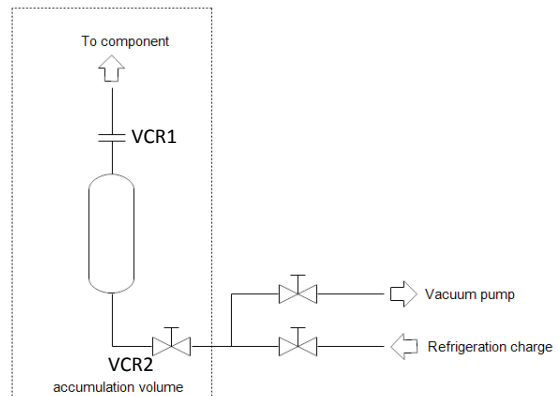 To component
VCR1
Vacuum pump
Refrigeration charge
VCR2
accumulation volume